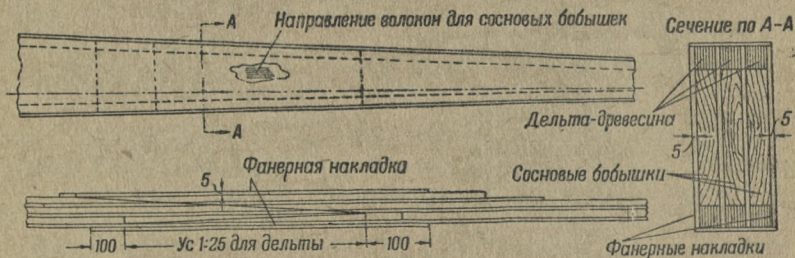 А
Направление волокон для сосновых бобышек
Сечение по А-А
А
Дельта-древесина
5
5
Фанерная накладка
5
Сосновые бобышки
100
Ус 1:25 для дельты
100
Фанерные накладки